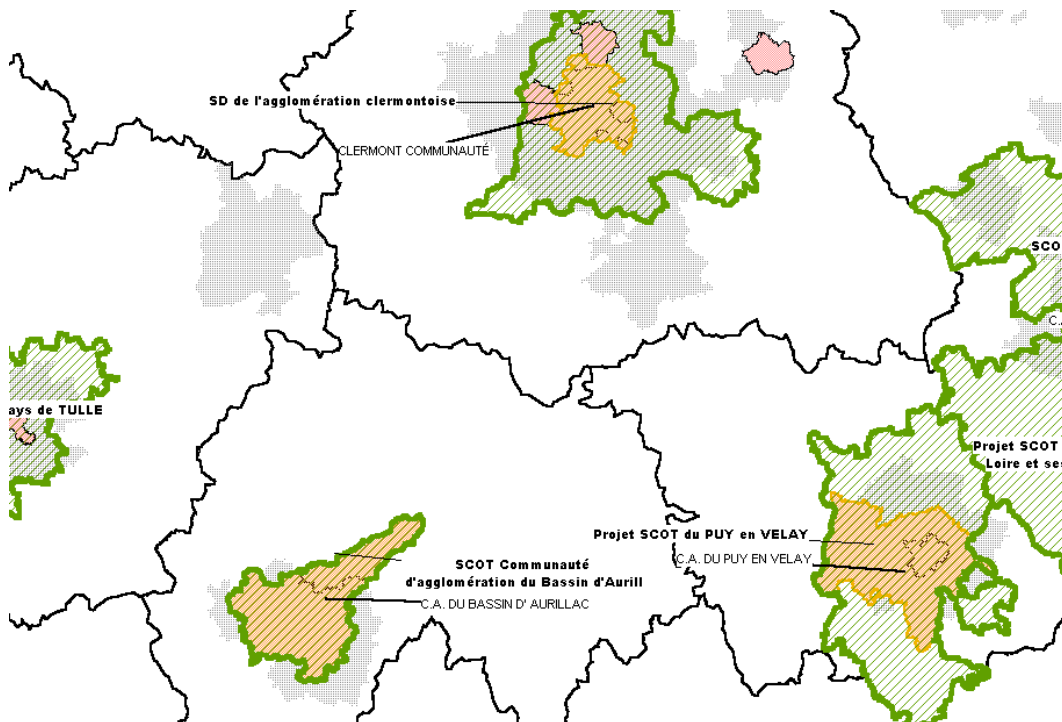 SD de l'agglomération clermontoise
CLERMONT COMMUNAUTÉ
SCO
C.A
ays de TULLE
Projet SCOT
Loire et ses
Projet SCOT du PUY en VELAY
C.A. DU PUY EN VELAY
SCOT Communauté
d'agglomération du Bassin d'Aurill
C.A. DU BASSIN D' AURILLAC